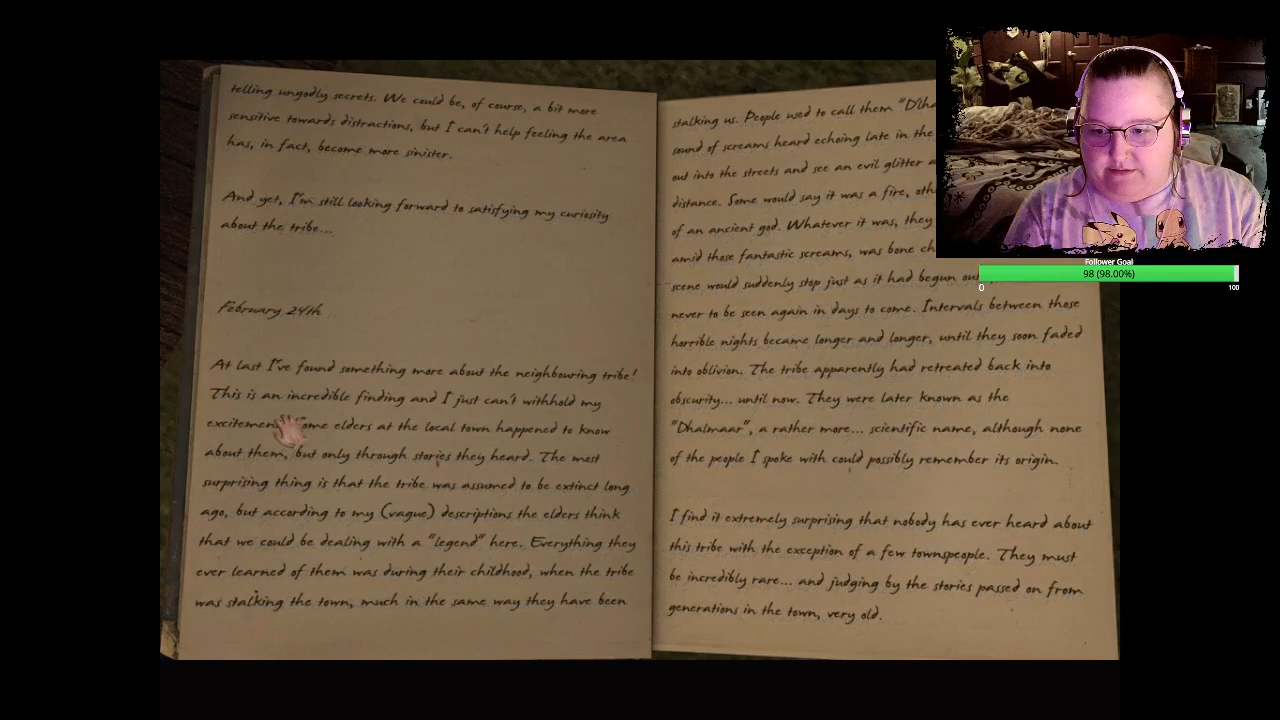 telling ungodly secrets. We could be, of course, a bit more
sensitive towards distractions, but I can't help feeling the area
has, in fact, become more sinister.
And yet, I'm still looking forward to satisfying my curiosity
about the tribe...
February 24th
At last I've found something more about the neighbouring tribe!
This is an incredible finding and I just can't withhold my
elders at the local town happened to know
about them, but only through stories they heard. The most
surprising thing is that the tribe was assumed to be extinct long
ago, but according to my (vague) descriptions the elders think
that we could be dealing with a "legend" here. Everything they
ever learned of them was during their childhood, when the tribe
was stalking the town, much in the same way they have been
stalking us. People used to call them
sound of screams heard echoing late in the
out into the streets and see an evil glitter
distance. Some would say it was a fire,
of an ancient god. Whatever it was, they
amid those fantastic screams, was bone
scene would suddenly stop just as it had begun
never to be seen again in days to come. Intervals between those
horrible nights became longer and longer, until they soon faded
into oblivion. The tribe apparently had retreated back into
obscurity... until now. They were later known as the
"Dhalmaar", a rather more... scientific name, although none
of the people I spoke with could possibly remember its origin.
I find it extremely surprising that nobody has ever heard about
this tribe with the exception of a few townspeople. They must
be incredibly rare... and judging by the stories passed on from
generations in the town, very old.
Follower Goal
98 (98.00%)
0 100